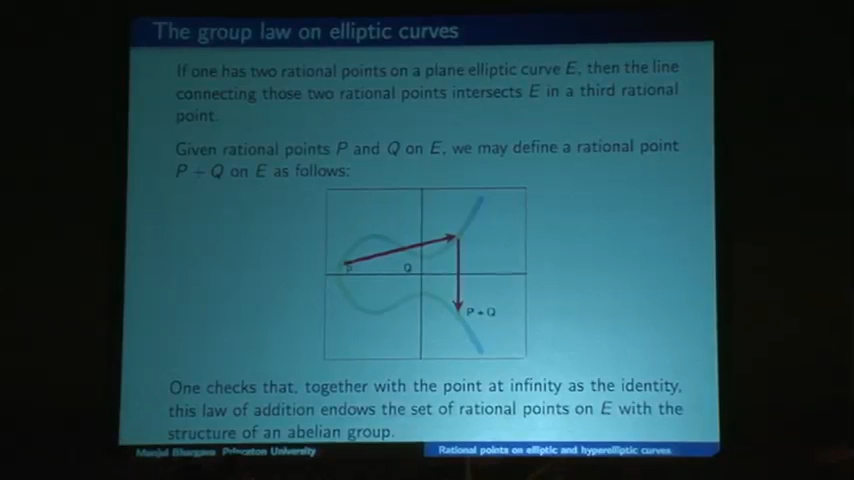 The group law on elliptic curves
If one has two rational points on a plane elliptic curve E, then the line
connecting those two rational points intersects E in a third rational
point.
Given rational points P and Q on E, we may define a rational point
P + Q on E as follows:
P
Q
P + Q
One checks that, together with the point at infinity as the identity,
this law of addition endows the set of rational points on E with the
structure of an abelian group.
Manjul Bhargava Princeton University
Rational points on elliptic and hyperelliptic curves